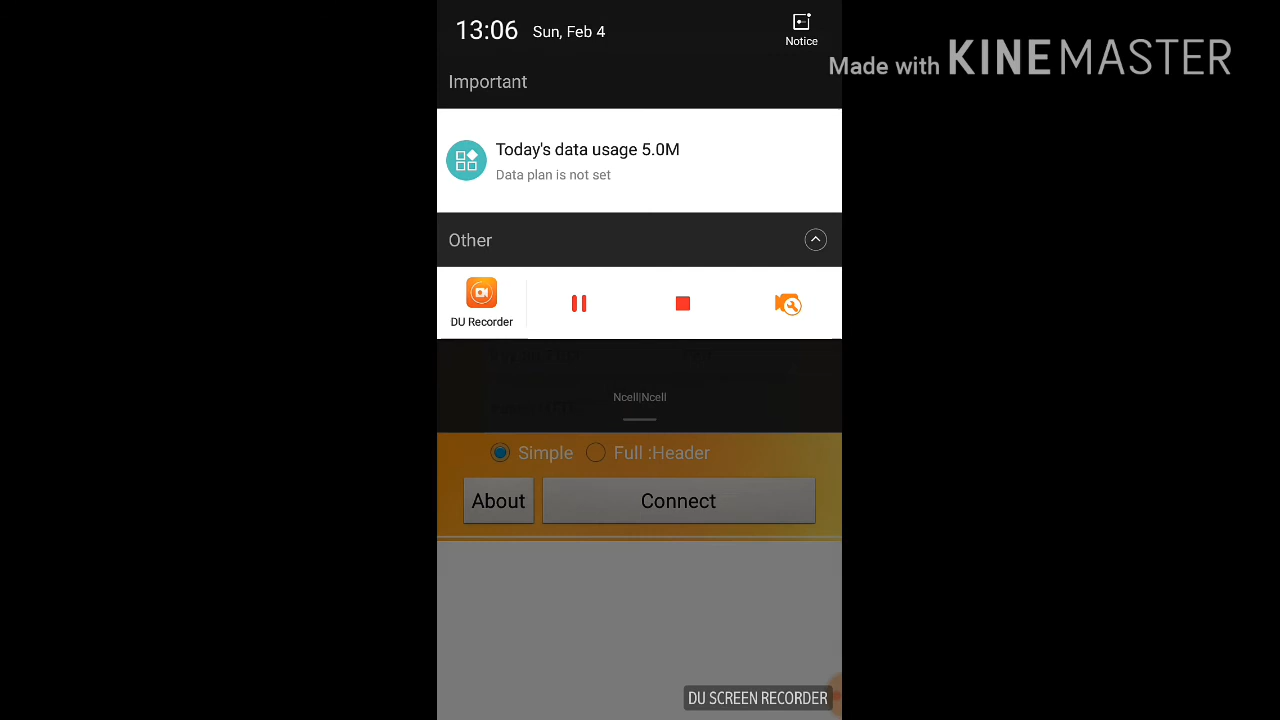 13:06 Sun, Feb 4
Notice
Made with KINEMASTER
Important
Today's data usage 5.0M
Data plan is not set
Other
DU Recorder
Ncell|Ncell
Simple Full :Header
About Connect
DU SCREEN RECORDER